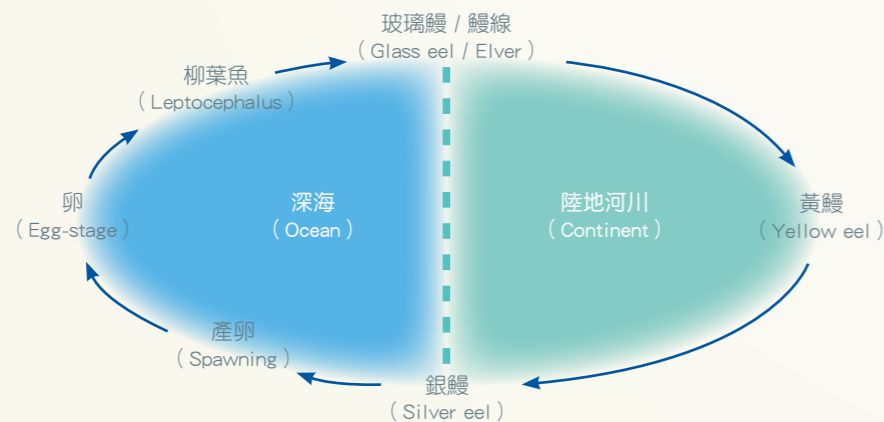 玻璃鰻 / 鰻線
( Glass eel / Elver )
柳葉魚
( Leptocephalus )
卵
( Egg-stage )
深海
( Ocean )
陸地河川
( Continent )
黃鰻
( Yellow eel )
產卵
( Spawning )
銀鰻
( Silver eel )